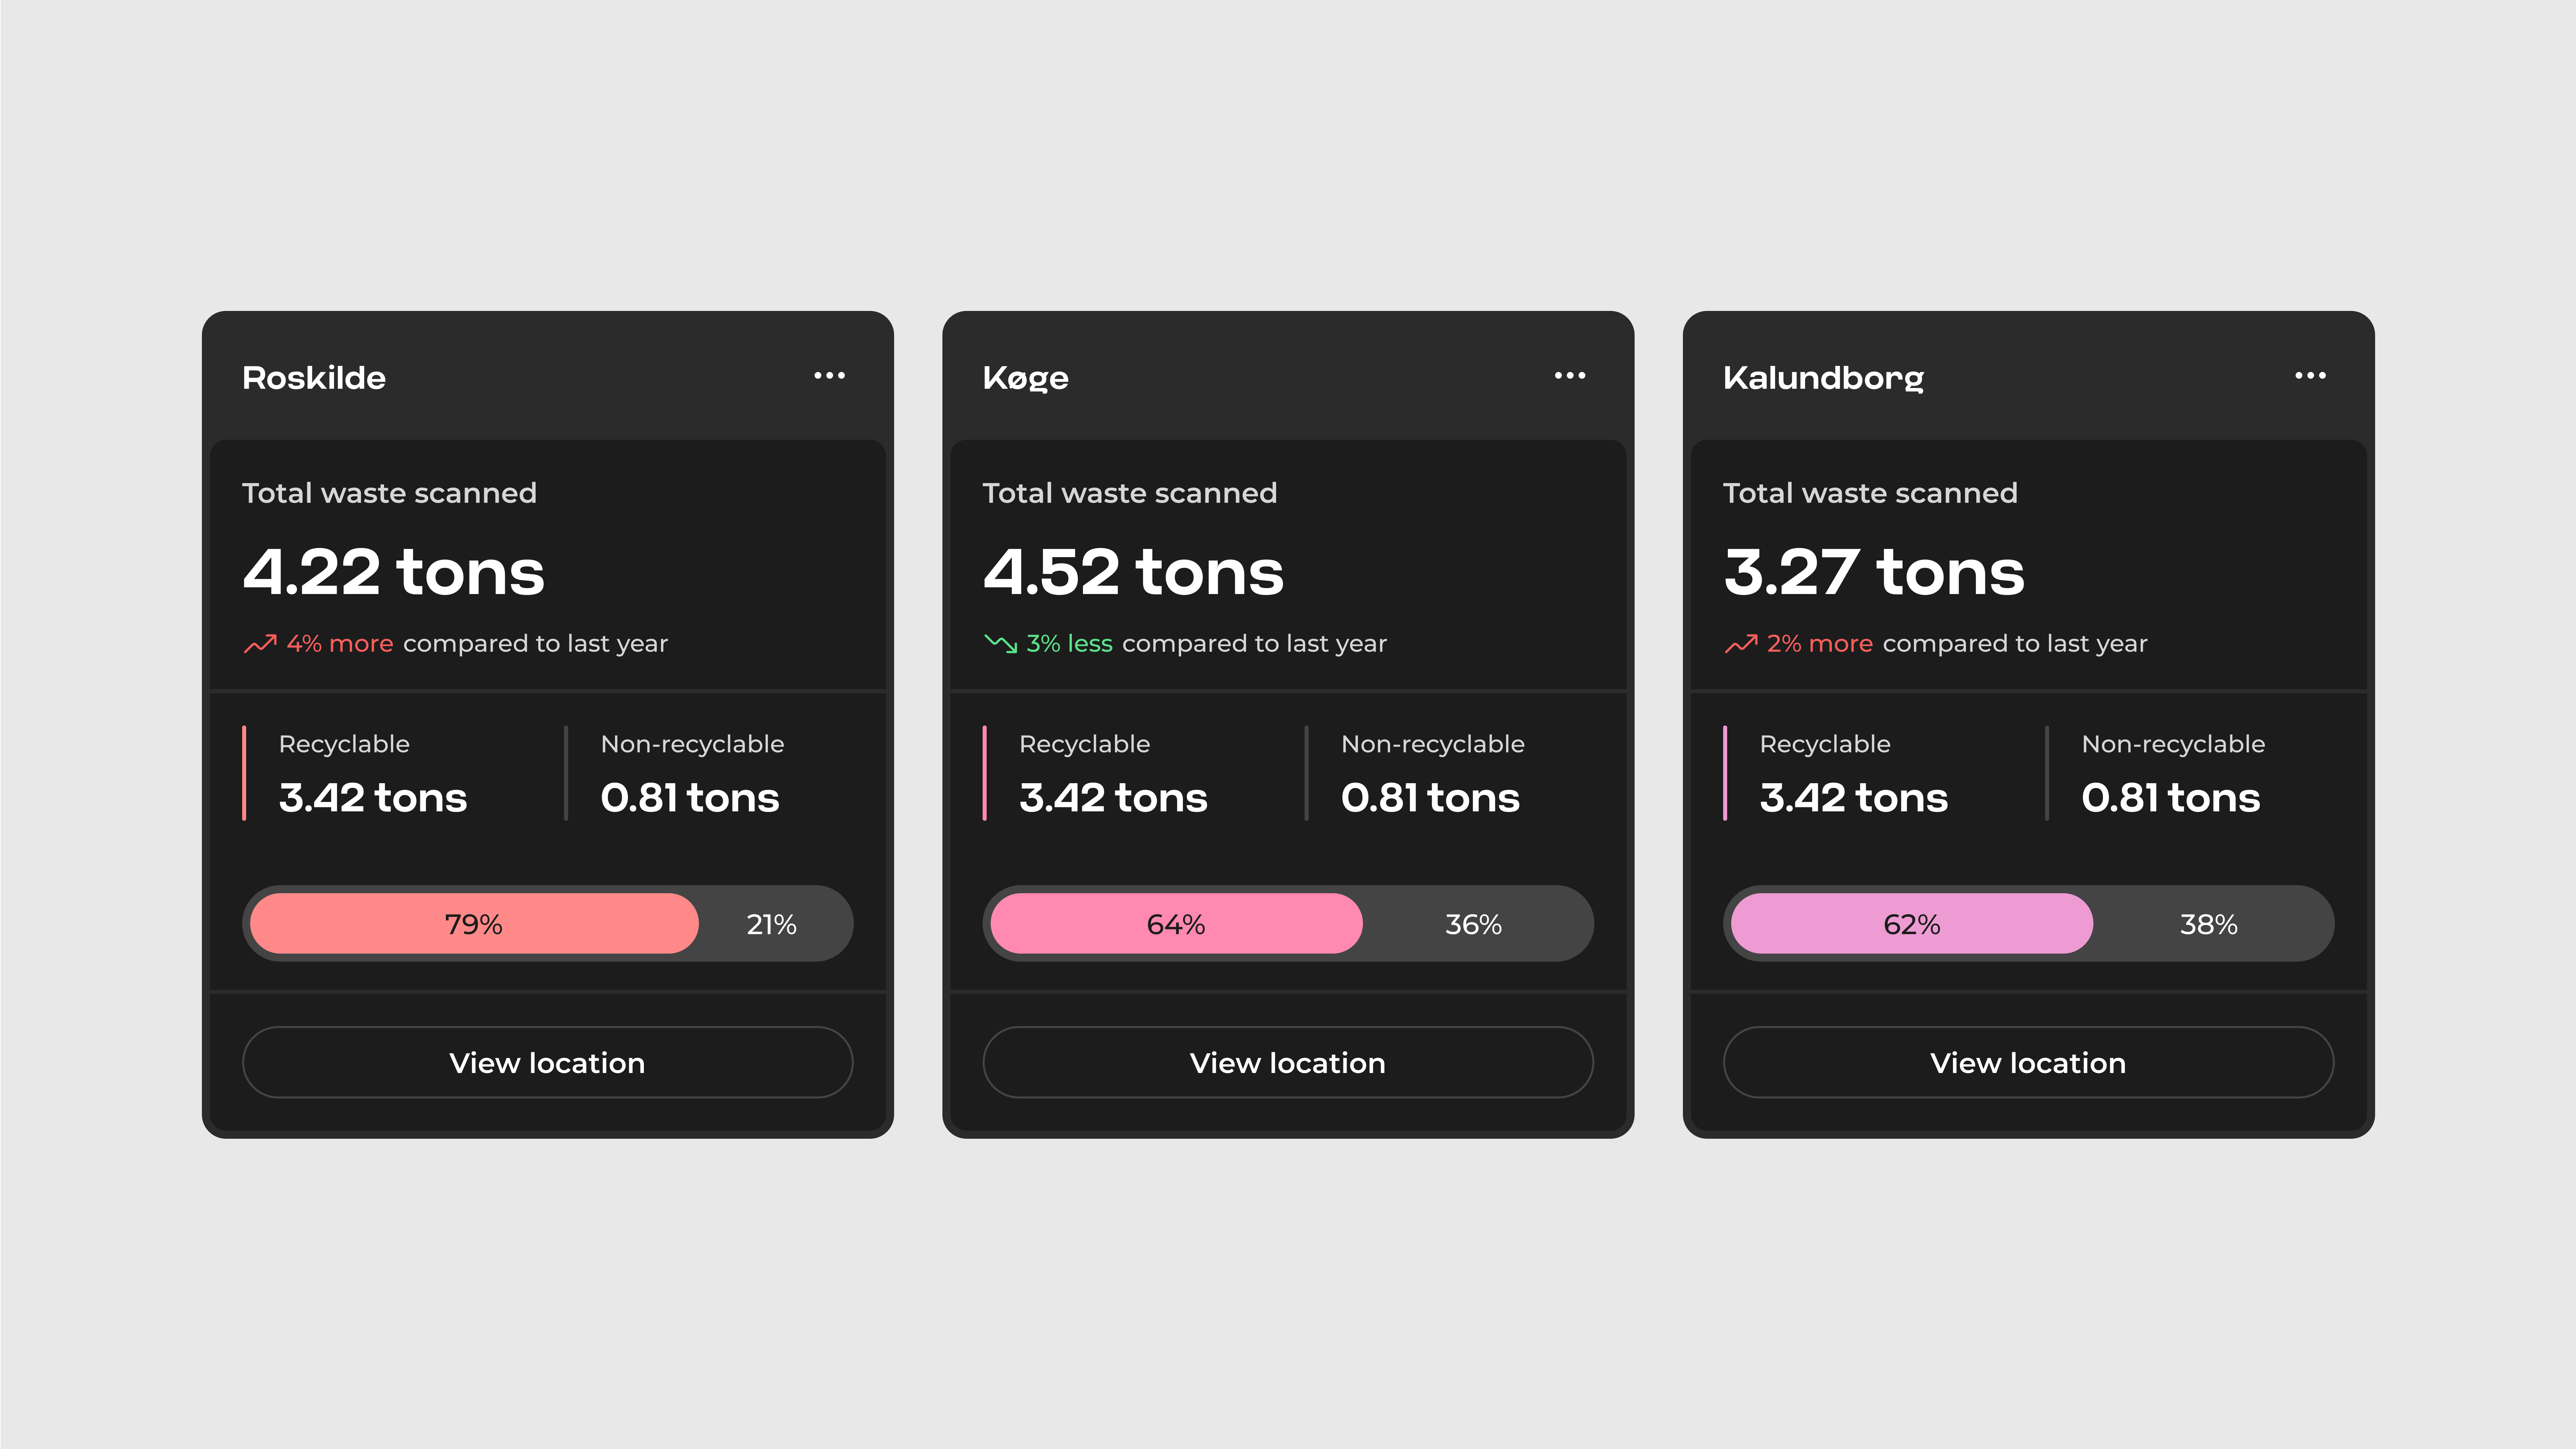 Roskilde
Total waste scanned
4.22 tons
4% more compared to last year
Recyclable
3.42 tons
Non-recyclable
0.81 tons
79%
21%
View location
Køge
Total waste scanned
4.52 tons
3% less compared to last year
Recyclable
3.42 tons
Non-recyclable
0.81 tons
64%
36%
View location
Kalundborg
Total waste scanned
3.27 tons
2% more compared to last year
Recyclable
3.42 tons
Non-recyclable
0.81 tons
62%
38%
View location